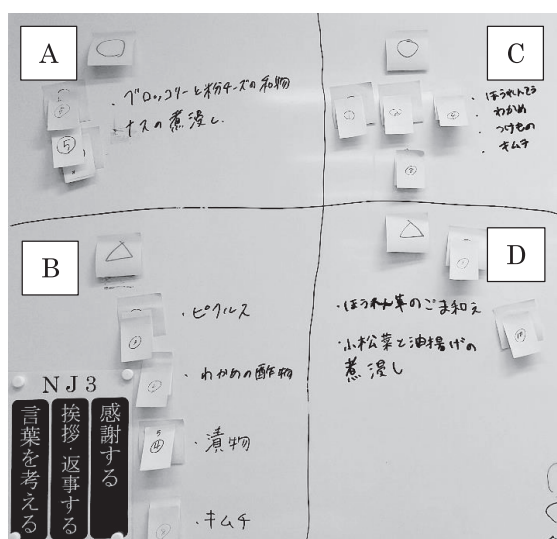 A
・ブロッコリーと粉チーズの和物
・ナスの煮浸し
⑤
C
・ほうれんそう
・わかめ
・つけもの
・キムチ
B
・ピクルス
・わかめの酢物
5
④
・漬物
・キムチ
NJ3
感謝する
挨拶・返事する
言葉を考える
D
・ほうれん草のごま和え
・小松菜と油揚げの
煮浸し